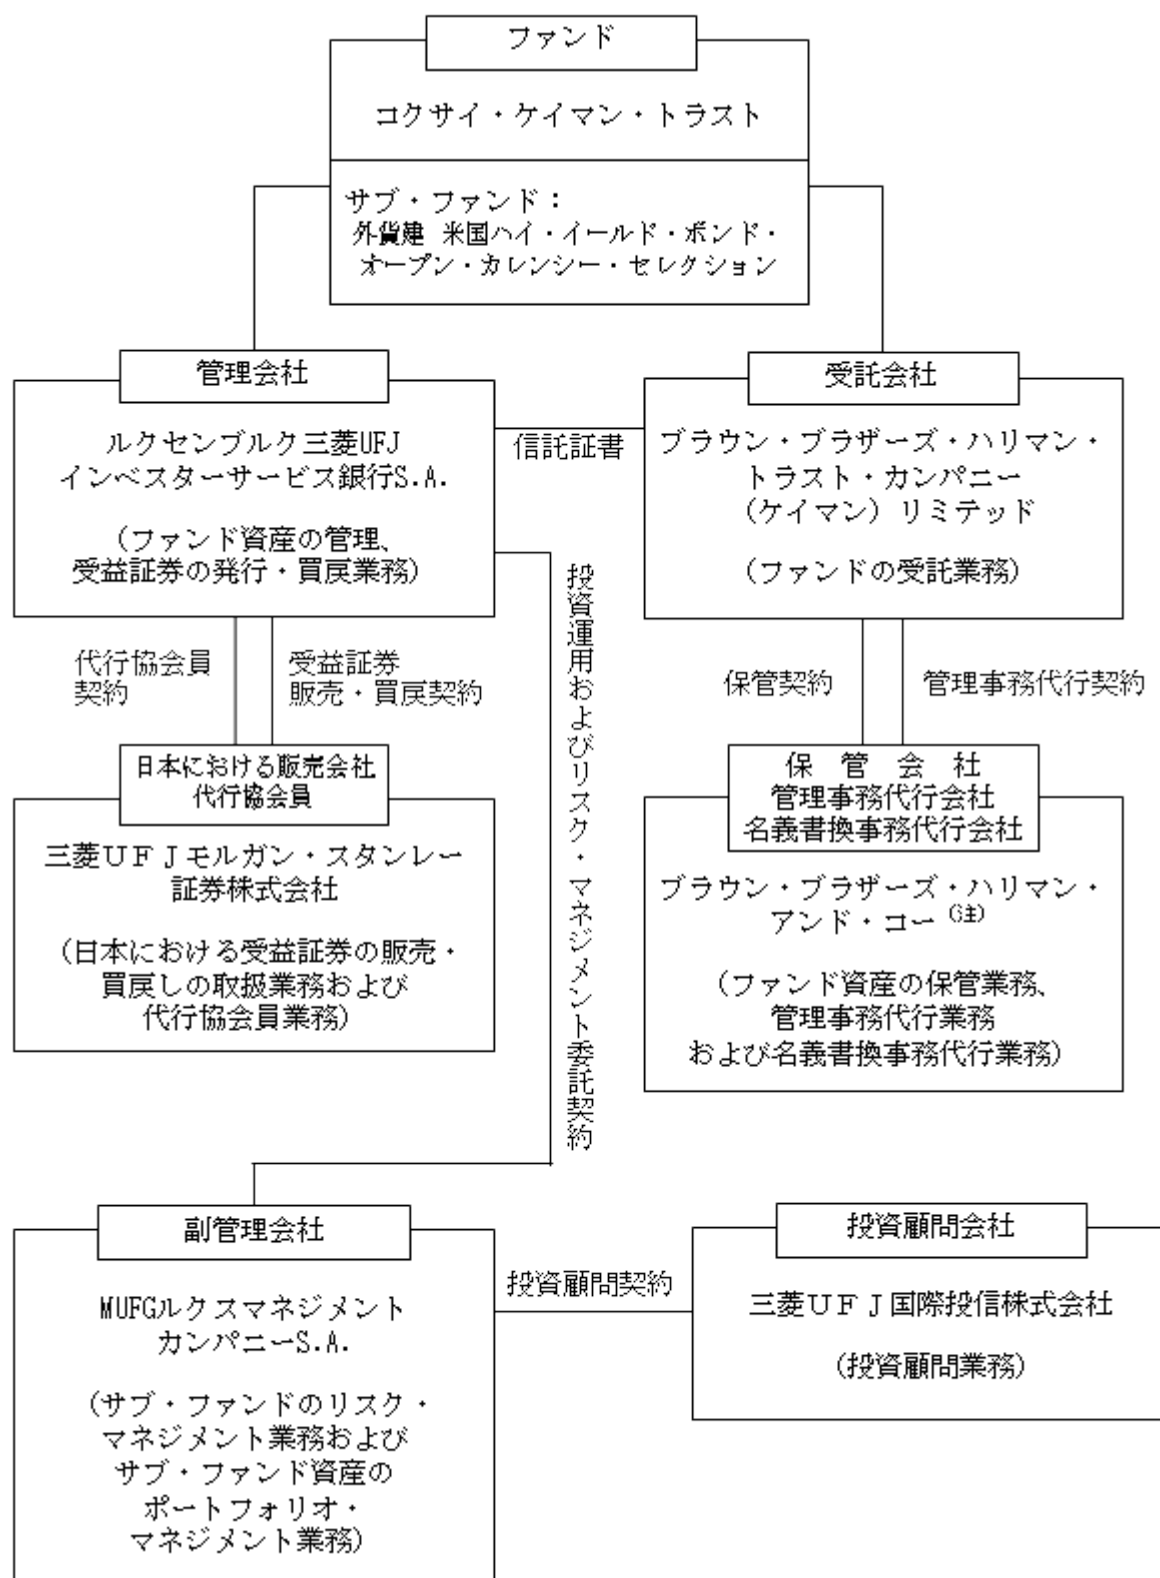 ファンド
コクサイ・ケイマン・トラスト
サブ・ファンド：
外貨建 米国ハイ・イールド・ボンド・
オープン・カレンシー・セレクション
管理会社
ルクセンブルク三菱UFJ
インベスターサービス銀行S.A.
（ファンド資産の管理、
受益証券の発行・買戻業務）
信託証書
受託会社
ブラウン・ブラザーズ・ハリマン・
トラスト・カンパニー
（ケイマン）リミテッド
（ファンドの受託業務）
代行協会員
契約
受益証券
販売・買戻契約
投資運用およびリスク・マネジメント委託契約
保管契約
管理事務代行契約
日本における販売会社
代行協会員
三菱ＵＦＪモルガン・スタンレー
証券株式会社
（日本における受益証券の販売・
買戻しの取扱業務および
代行協会員業務）
保管会社
管理事務代行会社
名義書換事務代行会社
ブラウン・ブラザーズ・ハリマン・
アンド・コー（注）
（ファンド資産の保管業務、
管理事務代行業務
および名義書換事務代行業務）
副管理会社
MUFGルクスマネジメント
カンパニーS.A.
（サブ・ファンドのリスク・
マネジメント業務および
サブ・ファンド資産の
ポートフォリオ・
マネジメント業務）
投資顧問契約
投資顧問会社
三菱ＵＦＪ国際投信株式会社
（投資顧問業務）